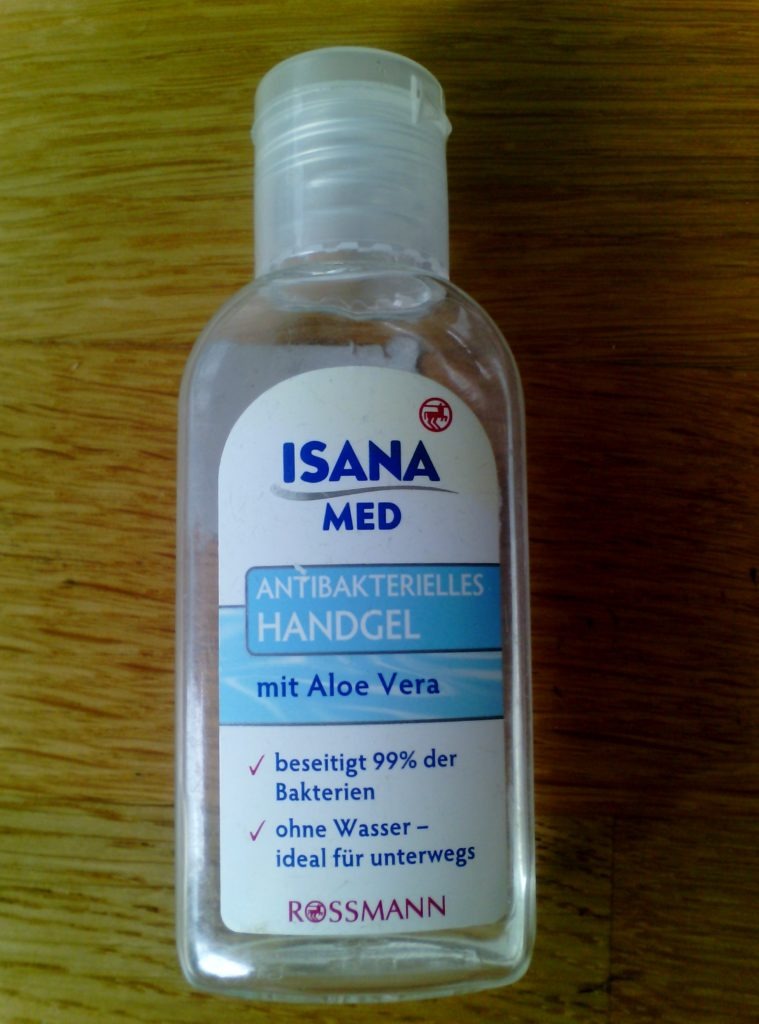 ISANA
MED
ANTIBAKTERIELLES
HANDGEL
mit Aloe Vera
✓ beseitigt 99% der
Bakterien
✓ ohne Wasser –
ideal für unterwegs
ROSSMANN